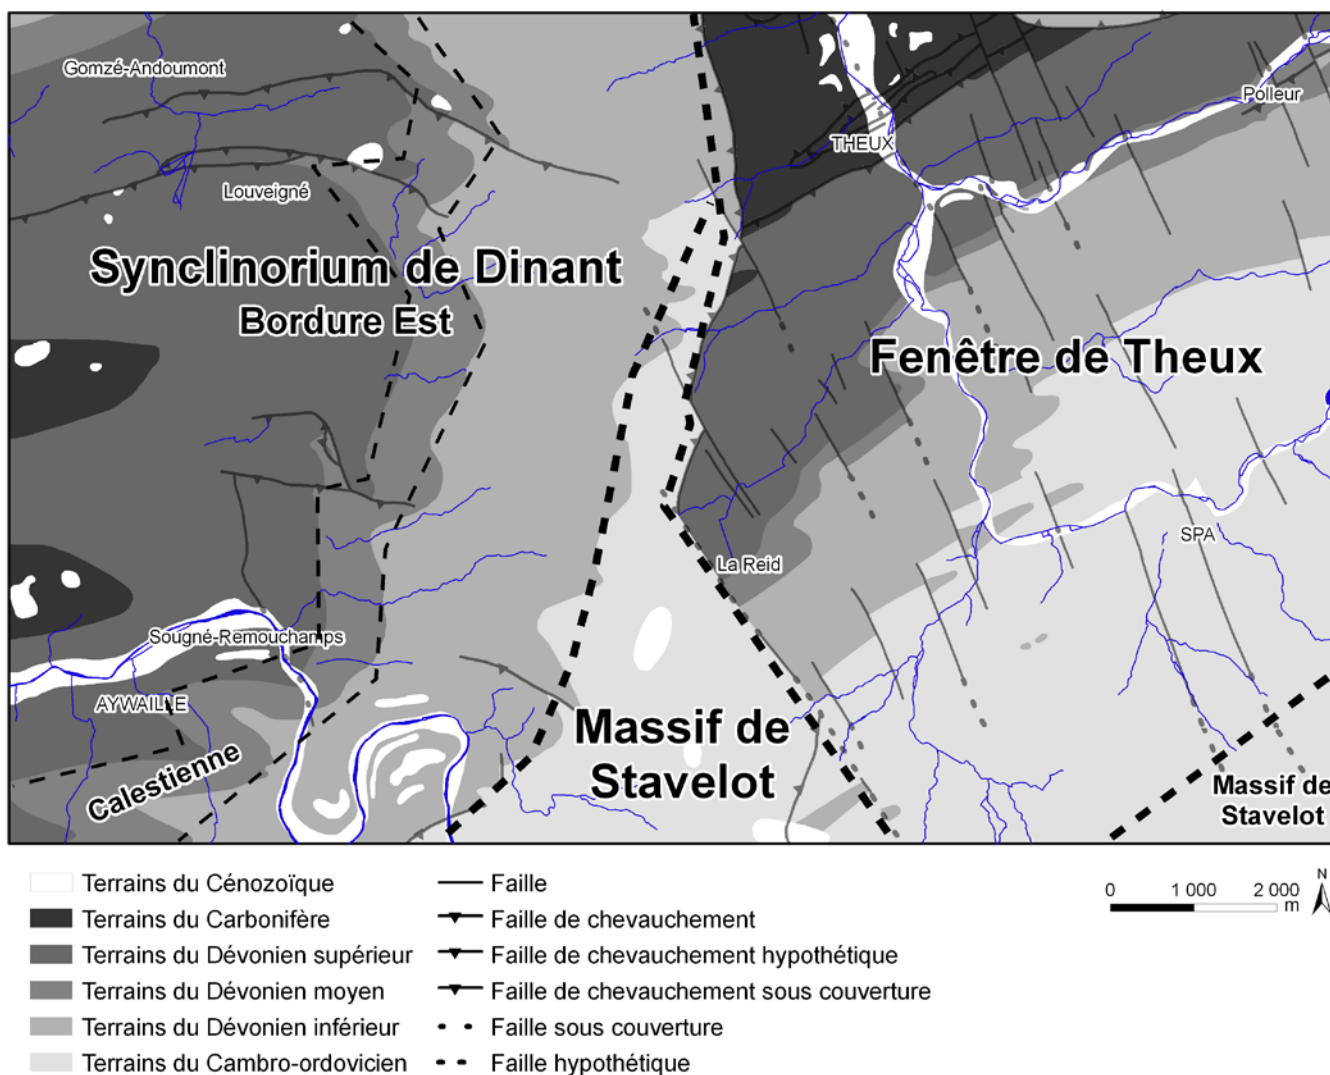 Gomzé-Andoumont
Polleur
THEUX
Louveigné
Synclinorium de Dinant
Bordure Est
Fenêtre de Theux
SPA
La Reid
Sougné-Remouchamps
AYWAILLE
Calestienne
Massif de
Stavelot
Massif de
Stavelot
Terrains du Cénozoïque
Terrains du Carbonifère
Terrains du Dévonien supérieur
Terrains du Dévonien moyen
Terrains du Dévonien inférieur
Terrains du Cambro-ordovicien
Faille
Faille de chevauchement
Faille de chevauchement hypothétique
Faille de chevauchement sous couverture
Faille sous couverture
Faille hypothétique
0 1 000 2 000
m
N